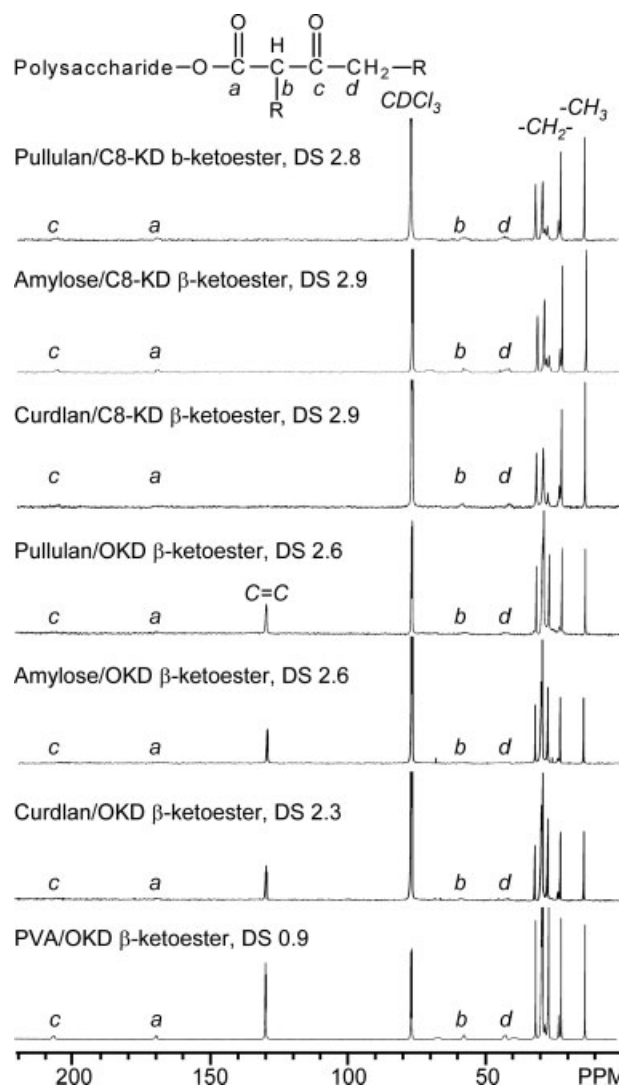 O O
H
Polysaccharide–O–C–C–C–CH2–R
a b c d
R
CDCl3
-CH2-
-CH3
Pullulan/C8-KD b-ketoester, DS 2.8
c a b d
Amylose/C8-KD β-ketoester, DS 2.9
c a b d
Curdlan/C8-KD β-ketoester, DS 2.9
c a b d
Pullulan/OKD β-ketoester, DS 2.6
C=C
c a b d
Amylose/OKD β-ketoester, DS 2.6
c a b d
Curdlan/OKD β-ketoester, DS 2.3
c a b d
PVA/OKD β-ketoester, DS 0.9
c a b d
200 150 100 50 PPM